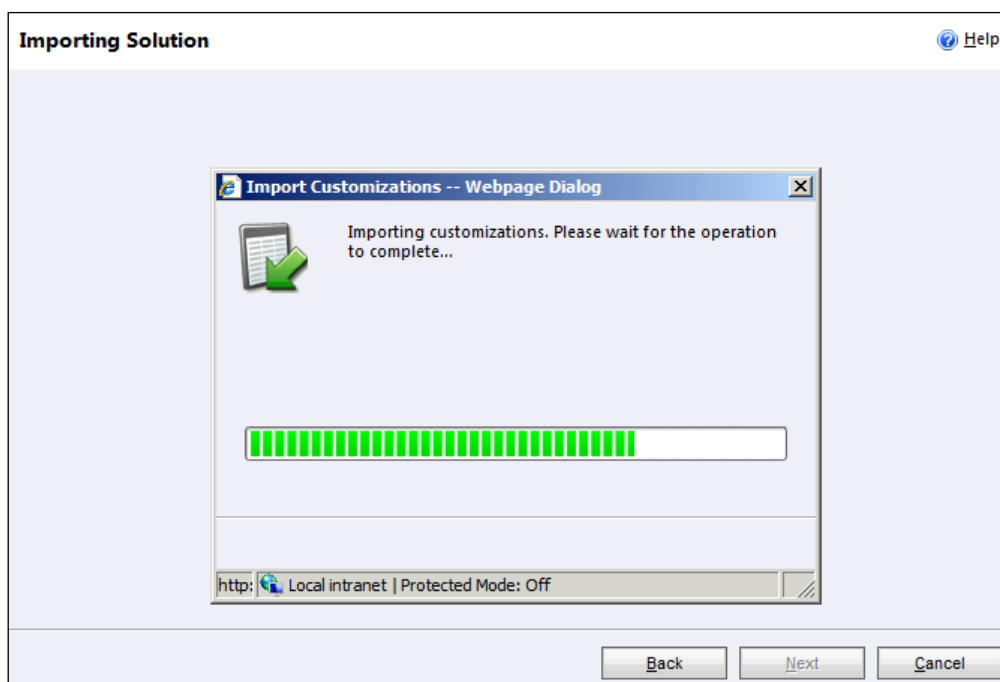 Importing Solution
Help
Import Customizations -- Webpage Dialog
Importing customizations. Please wait for the operation
to complete...
http: Local intranet | Protected Mode: Off
Back Next Cancel